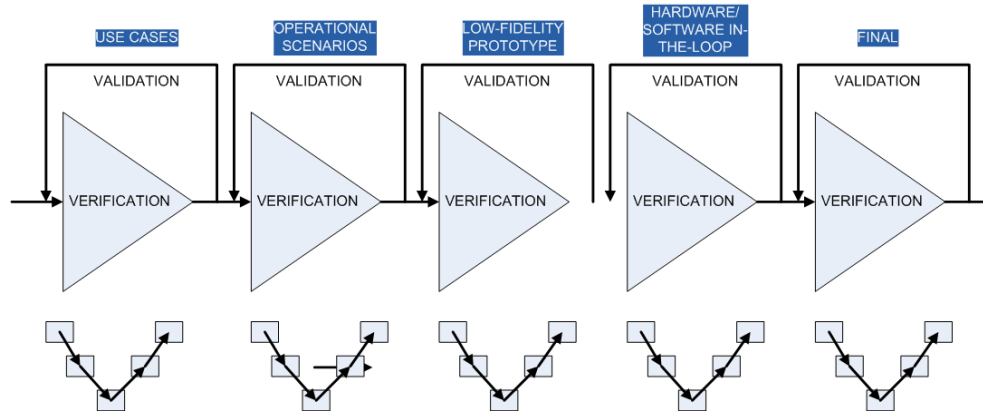 USE CASES
OPERATIONAL
SCENARIOS
LOW-FIDELITY
PROTOTYPE
HARDWARE/
SOFTWARE IN-
THE-LOOP
FINAL
VALIDATION
VALIDATION
VALIDATION
VALIDATION
VALIDATION
VERIFICATION
VERIFICATION
VERIFICATION
VERIFICATION
VERIFICATION